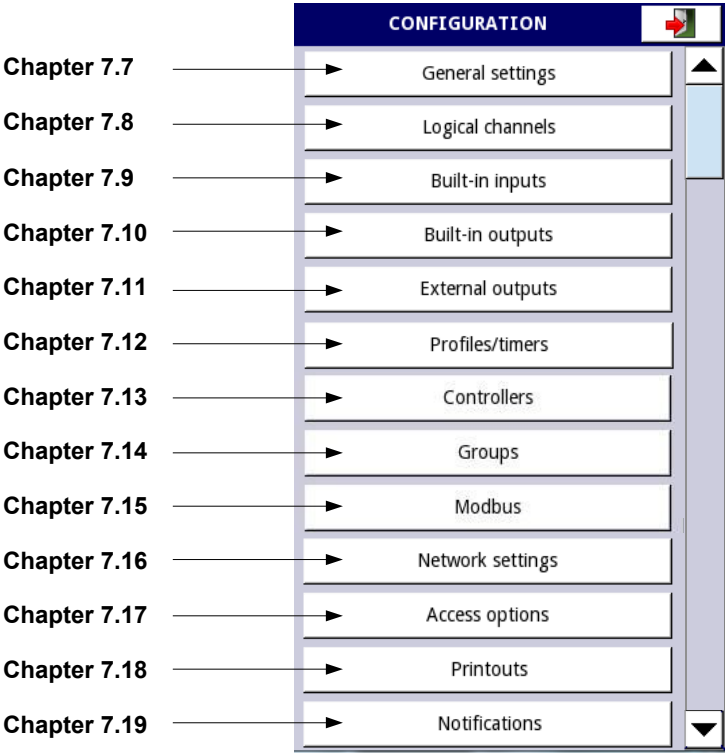 CONFIGURATION
Chapter 7.7 General settings
Chapter 7.8 Logical channels
Chapter 7.9 Built-in inputs
Chapter 7.10 Built-in outputs
Chapter 7.11 External outputs
Chapter 7.12 Profiles/timers
Chapter 7.13 Controllers
Chapter 7.14 Groups
Chapter 7.15 Modbus
Chapter 7.16 Network settings
Chapter 7.17 Access options
Chapter 7.18 Printouts
Chapter 7.19 Notifications